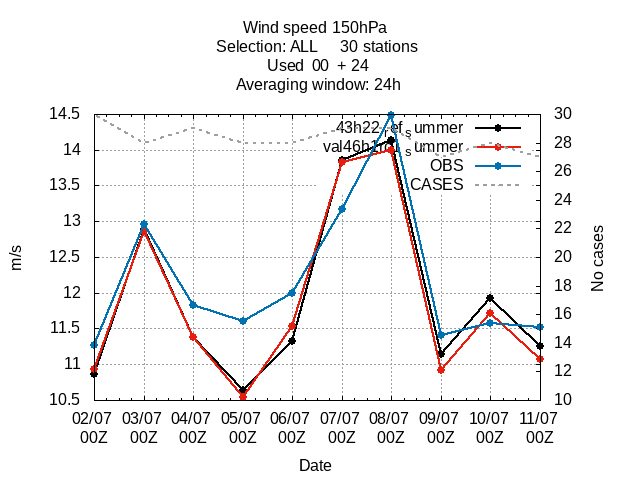 Wind speed 150hPa
Selection: ALL 30 stations
Used 00 + 24
Averaging window: 24h
14.5
14
13.5
13
12.5
12
11.5
11
10.5
30
28
26
24
22
20
18
16
14
12
10
43h22_ref_summer
OBS
CASES
m/s
No cases
02/07 03/07 04/07 05/07 06/07 07/07 08/07 09/07 10/07 11/07
00Z 00Z 00Z 00Z 00Z 00Z 00Z 00Z 00Z 00Z
Date